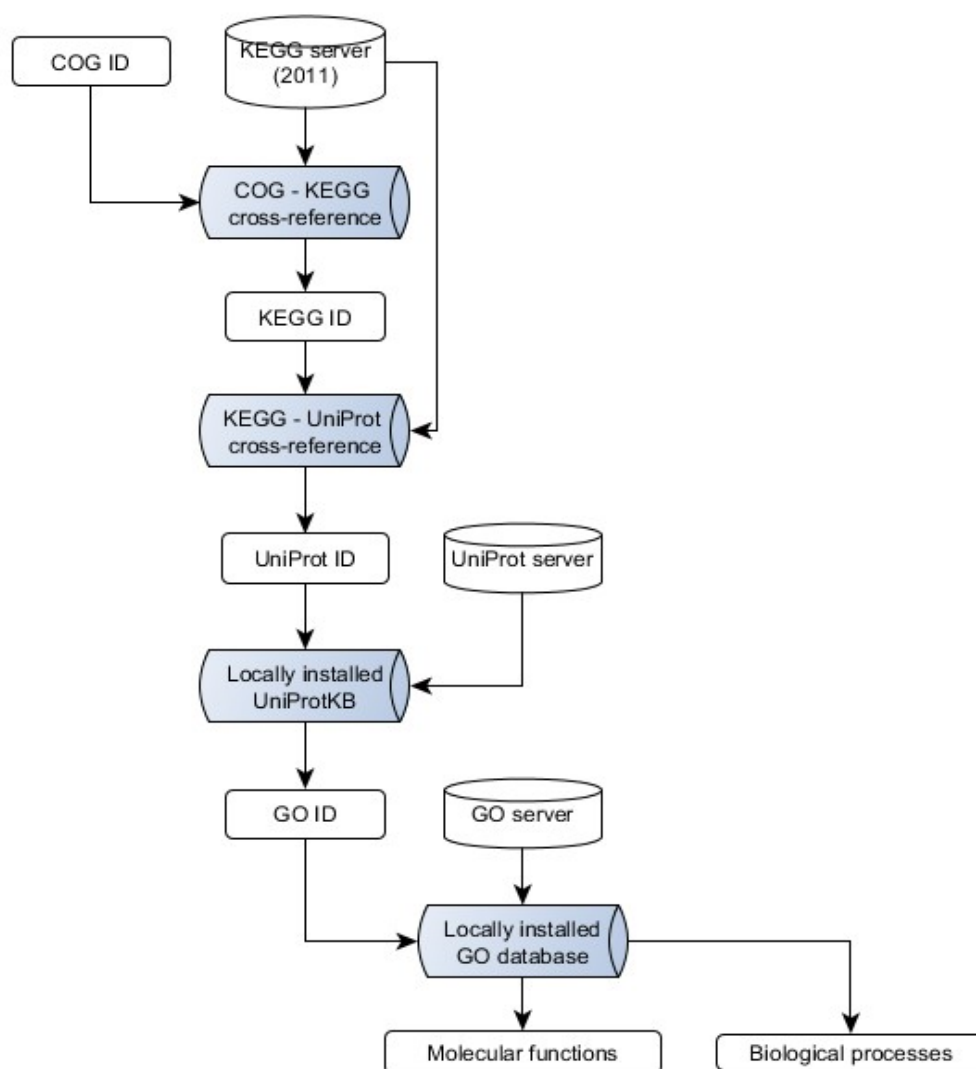 COG ID
KEGG server
(2011)
COG - KEGG
cross-reference
KEGG ID
KEGG - UniProt
cross-reference
UniProt ID
UniProt server
Locally installed
UniProtKB
GO ID
GO server
Locally installed
GO database
Molecular functions
Biological processes